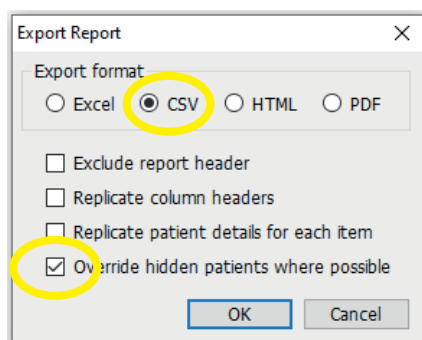 Export Report
Export format
Excel CSV HTML PDF
Exclude report header
Replicate column headers
Replicate patient details for each item
Override hidden patients where possible
OK Cancel